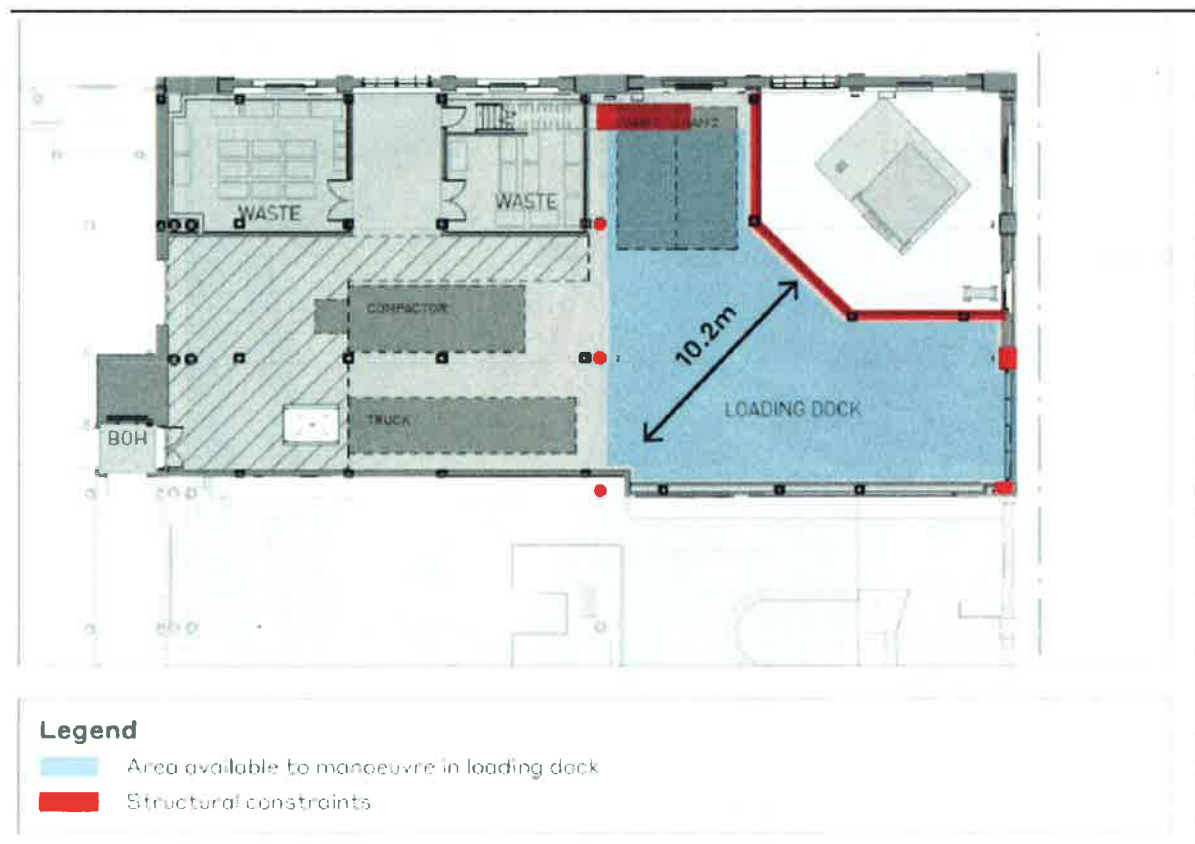 WASTE
WASTE
COMPACTOR
10.2m
LOADING DOCK
TRUCK
BOH
Legend
Area available to manoeuvre in loading dock
Structural constraints